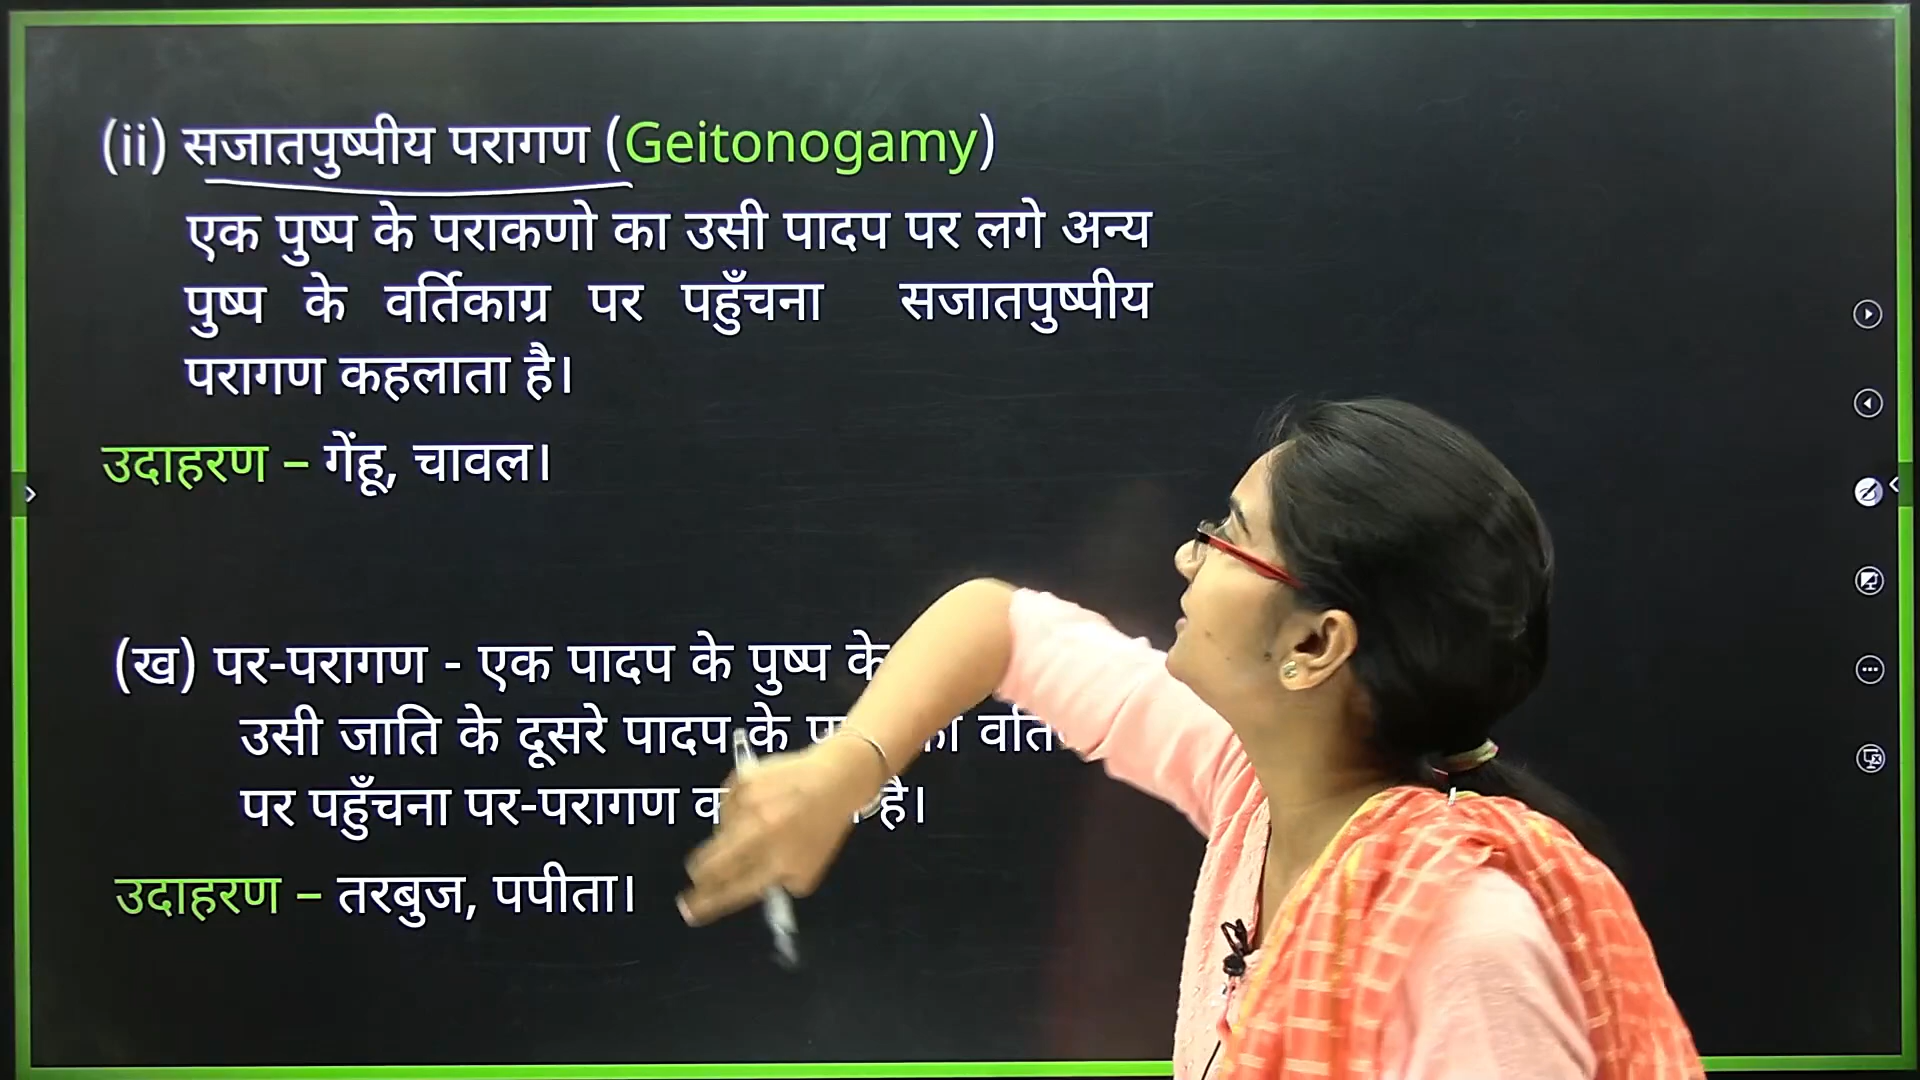 (ii) सजातपुष्पीय परागण (Geitonogamy)
एक पुष्प के पराकणो का उसी पादप पर लगे अन्य
पुष्प के वर्तिकाग्र पर पहुँचना सजातपुष्पीय
परागण कहलाता है।
उदाहरण – गेंहू, चावल।
(ख) पर-परागण - एक पादप के पुष्प के
उसी जाति के दूसरे पादप के
पर पहुँचना पर-परागण है।
उदाहरण – तरबुज, पपीता।